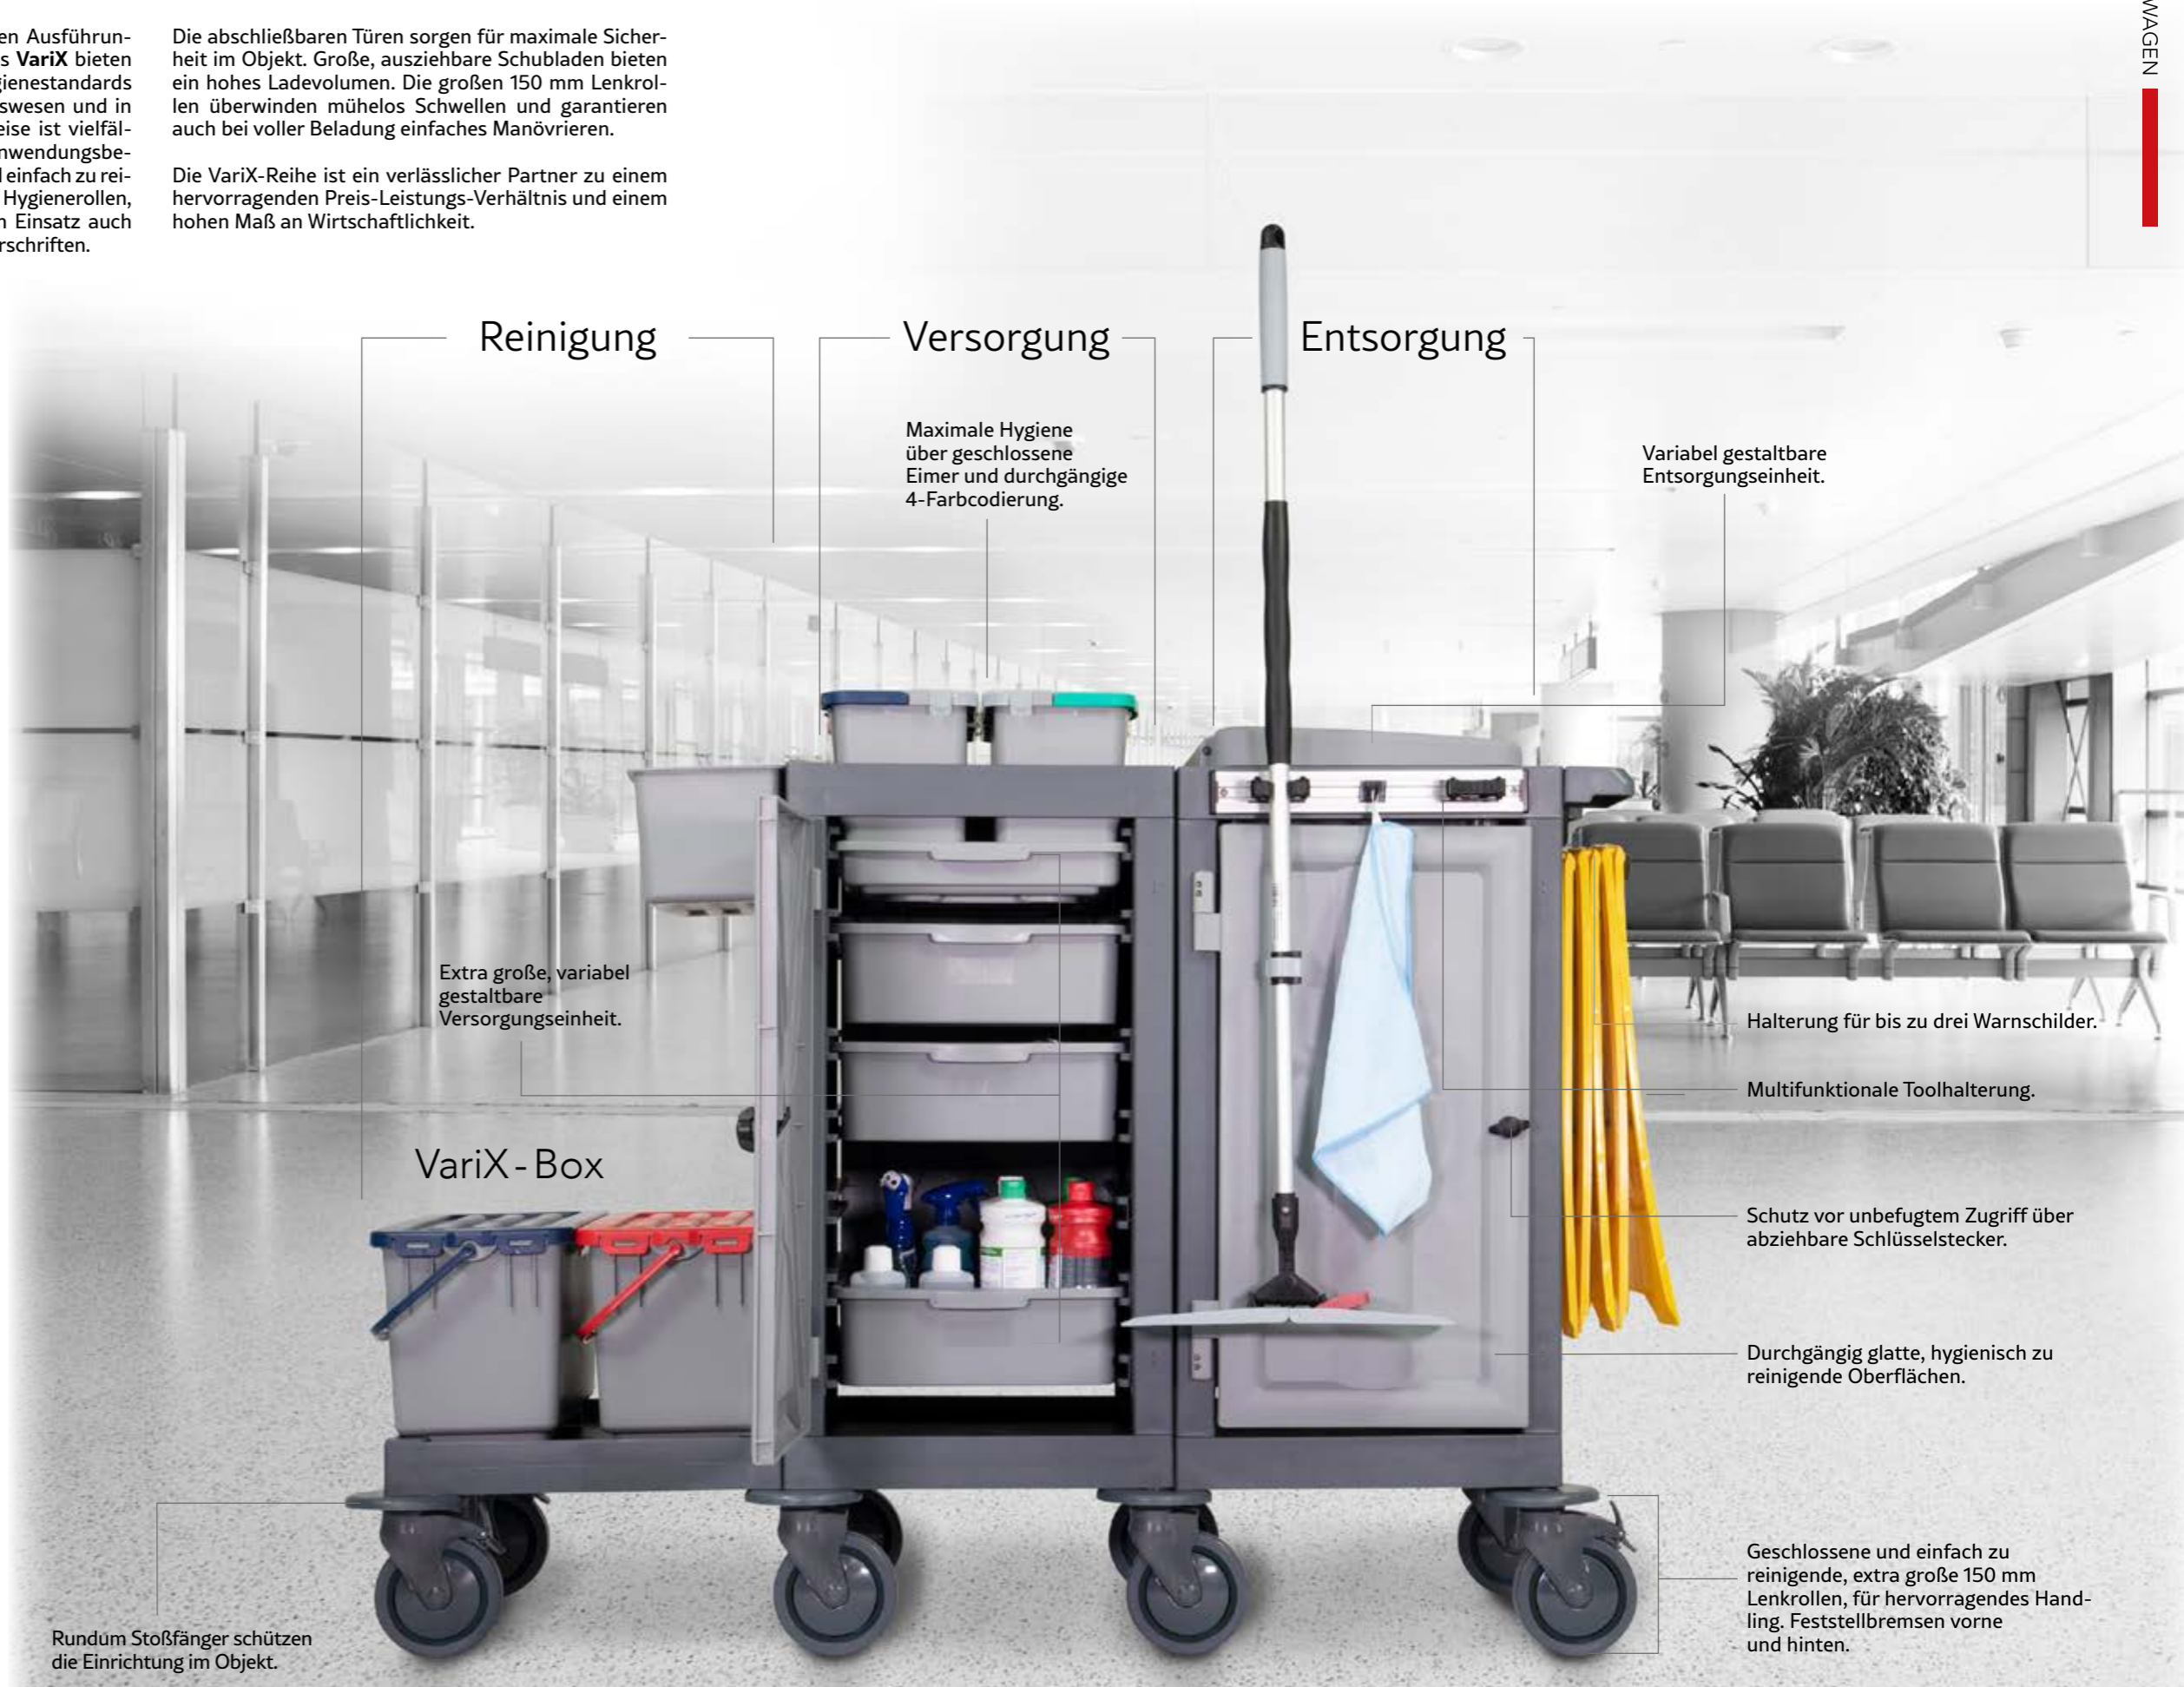 en Ausführun-
s VariX bieten
gienestandards
swesen und in
eise ist vielfäl-
nwendungsbe-
einfach zu rei-
Hygienerollen,
Einsatz auch
rschriften.
Die abschließbaren Türen sorgen für maximale Sicher-
heit im Objekt. Große, ausziehbare Schubladen bieten
ein hohes Ladevolumen. Die großen 150 mm Lenkrol-
len überwinden mühelos Schwellen und garantieren
auch bei voller Beladung einfaches Manövrieren.
Die VariX-Reihe ist ein verlässlicher Partner zu einem
hervorragenden Preis-Leistungs-Verhältnis und einem
hohen Maß an Wirtschaftlichkeit.
WAGEN
Reinigung
Versorgung
Entsorgung
Maximale Hygiene
über geschlossene
Eimer und durchgängige
4-Farbcodierung.
Variabel gestaltbare
Entsorgungseinheit.
Extra große, variabel
gestaltbare
Versorgungseinheit.
Halterung für bis zu drei Warnschilder.
Multifunktionale Toolhalterung.
VariX-Box
Schutz vor unbefugtem Zugriff über
abziehbare Schlüsselstecker.
Durchgängig glatte, hygienisch zu
reinigende Oberflächen.
Geschlossene und einfach zu
reinigende, extra große 150 mm
Lenkrollen, für hervorragendes Hand-
ling. Feststellbremsen vorne
und hinten.
Rundum Stoßfänger schützen
die Einrichtung im Objekt.